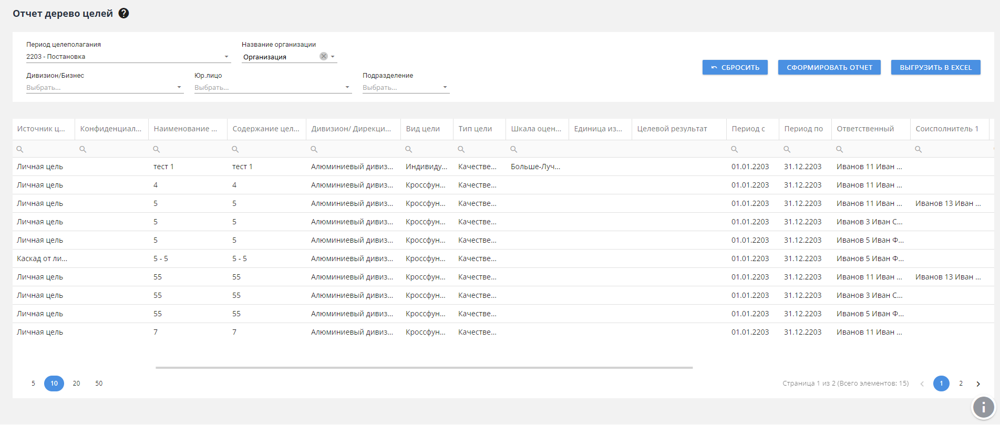 Отчет дерево целей ?
Период целеполагания Название организации
2203 - Постановка Организация
СБРОСИТЬ СФОРМИРОВАТЬ ОТЧЕТ ВЫГРУЗИТЬ В EXCEL
Дивизион/Бизнес Юр.лицо Подразделение
Выбрать... Выбрать... Выбрать...
Источник ц... Конфиденциал... Наименование ... Содержание цел... Дивизион/ Дирекци... Вид цели Тип цели Шкала оцен... Единица из... Целевой результат Период с Период по Ответственный Соисполнитель 1
Личная цель тест 1 тест 1 Алюминиевый дивиз... Индивиду... Качестве... Больше-Луч... 01.01.2203 31.12.2203 Иванов 11 Иван ...
Личная цель 4 4 Алюминиевый дивиз... Кроссфун... Качестве... 01.01.2203 31.12.2203 Иванов 11 Иван ...
Личная цель 5 5 Алюминиевый дивиз... Кроссфун... Качестве... 01.01.2203 31.12.2203 Иванов 11 Иван ... Иванов 13 Иван ...
Личная цель 5 5 Алюминиевый дивиз... Кроссфун... Качестве... 01.01.2203 31.12.2203 Иванов 3 Иван С...
Личная цель 5 5 Алюминиевый дивиз... Кроссфун... Качестве... 01.01.2203 31.12.2203 Иванов 5 Иван Ф...
Каскад от ли... 5 - 5 5 - 5 Алюминиевый дивиз... Кроссфун... Качестве... 01.01.2203 31.12.2203 Иванов 5 Иван Ф...
Личная цель 55 55 Алюминиевый дивиз... Кроссфун... Качестве... 01.01.2203 31.12.2203 Иванов 11 Иван ... Иванов 13 Иван ...
Личная цель 55 55 Алюминиевый дивиз... Кроссфун... Качестве... 01.01.2203 31.12.2203 Иванов 3 Иван С...
Личная цель 55 55 Алюминиевый дивиз... Кроссфун... Качестве... 01.01.2203 31.12.2203 Иванов 5 Иван Ф...
Личная цель 7 7 Алюминиевый дивиз... Кроссфун... Качестве... 01.01.2203 31.12.2203 Иванов 11 Иван ...
5 10 20 50 Страница 1 из 2 (Всего элементов: 15) 1 2
i